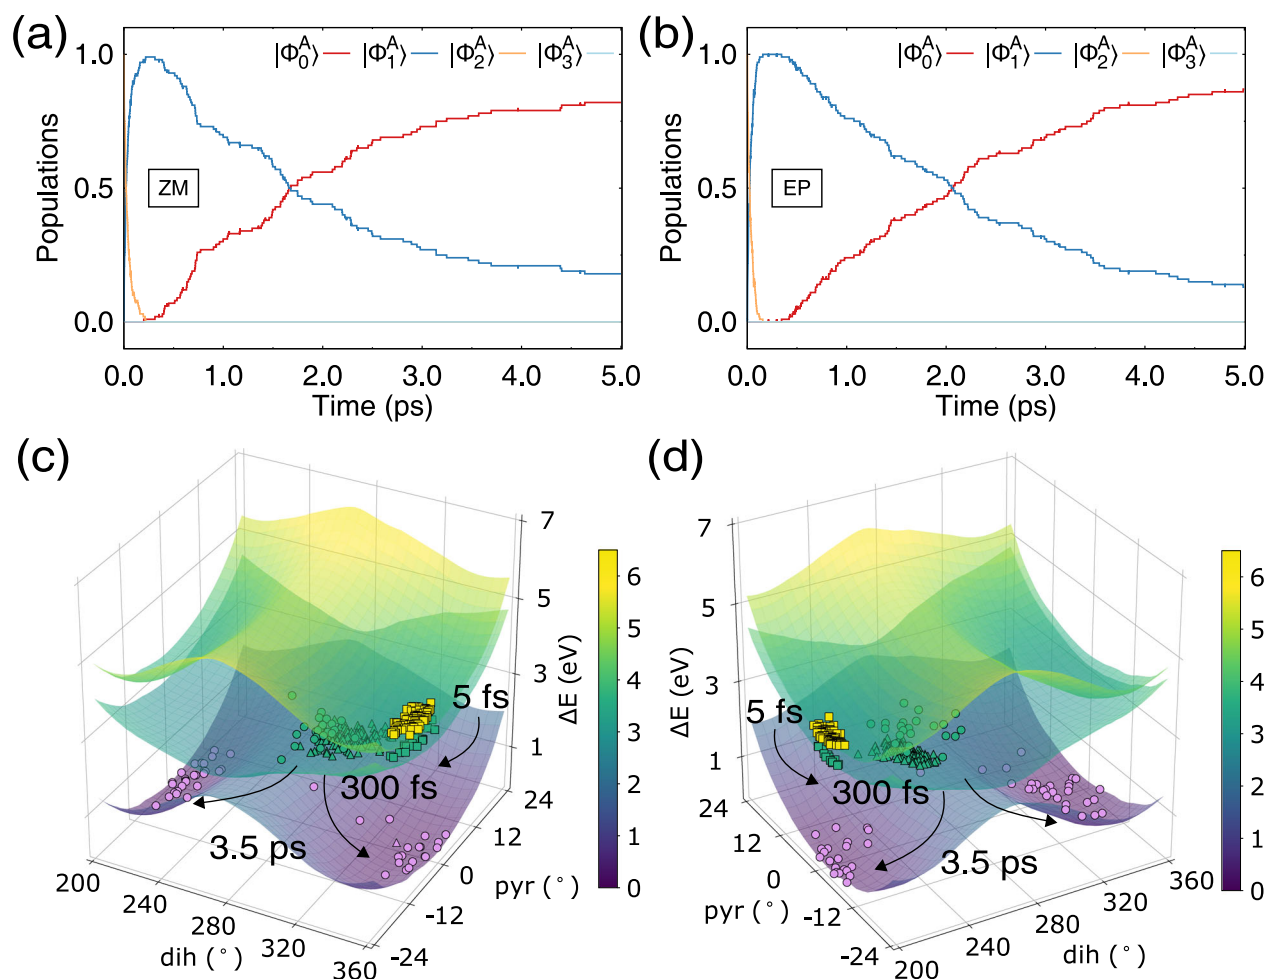 (a)
|Φ₀ᴬ⟩ |Φ₁ᴬ⟩ |Φ₂ᴬ⟩ |Φ₃ᴬ⟩
1.0
0.5
0.0
Populations
ZM
0.0 1.0 2.0 3.0 4.0 5.0
Time (ps)
(b)
|Φ₀ᴬ⟩ |Φ₁ᴬ⟩ |Φ₂ᴬ⟩ |Φ₃ᴬ⟩
1.0
0.5
0.0
Populations
EP
0.0 1.0 2.0 3.0 4.0 5.0
Time (ps)
(c)
7
5
3
1
ΔE (eV)
5 fs
300 fs
3.5 ps
24
12
0
-12
-24
pyr (°)
200
240
280
320
360
dih (°)
6
5
4
3
2
1
0
(d)
7
5
3
1
ΔE (eV)
5 fs
300 fs
3.5 ps
24
12
0
-12
-24
pyr (°)
200
240
280
320
360
dih (°)
6
5
4
3
2
1
0